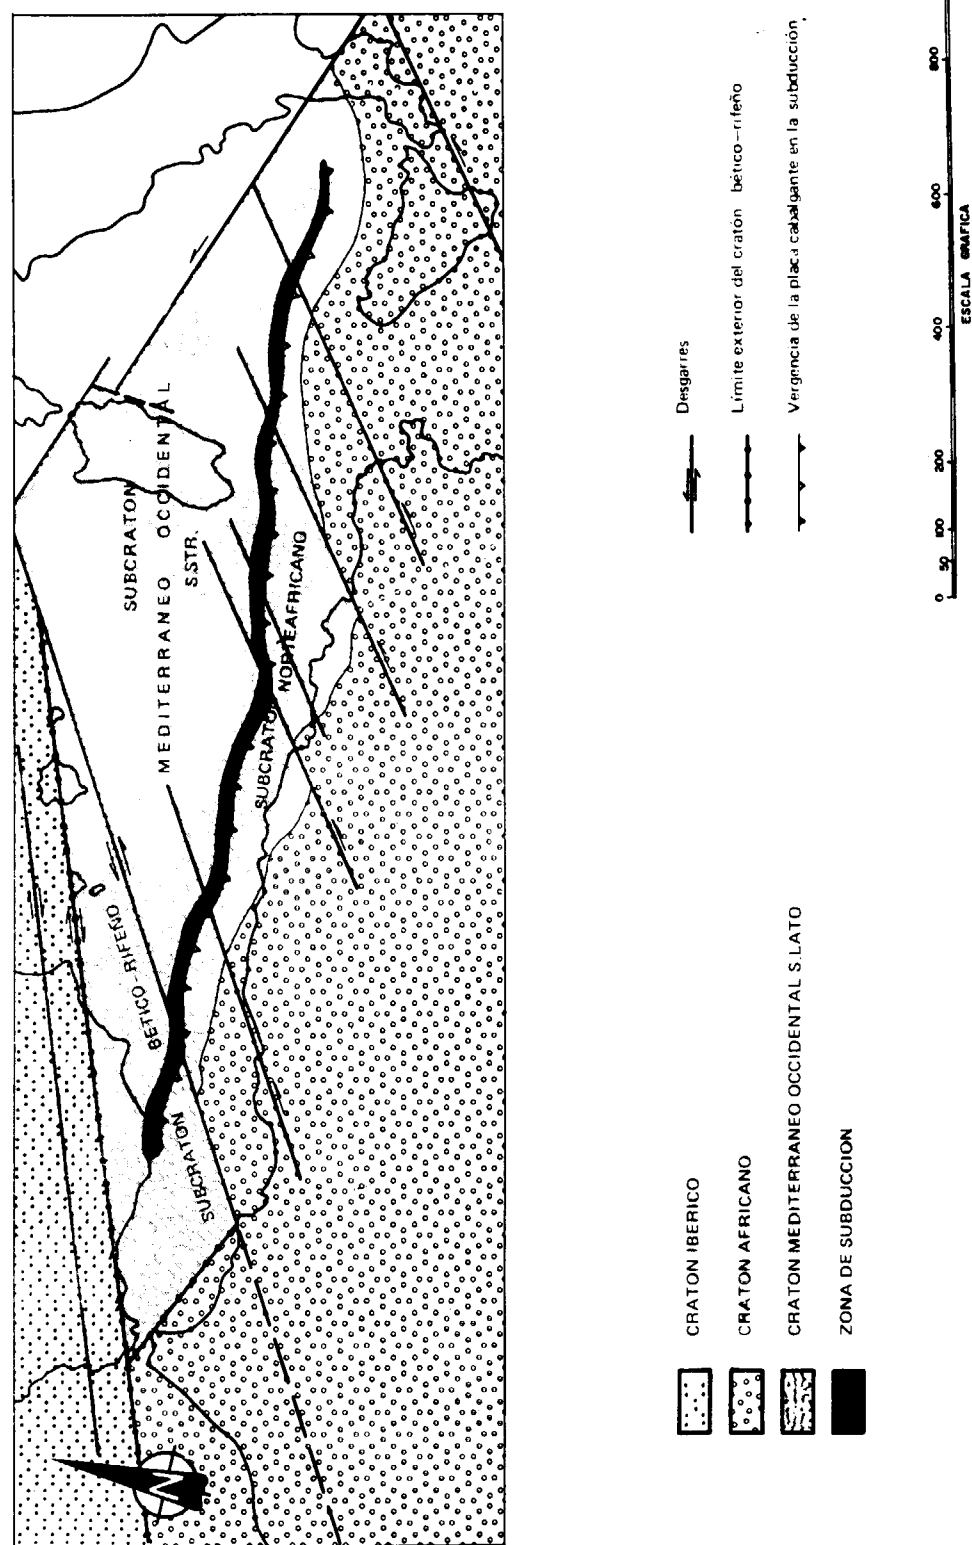 SUBCRATON
MEDITERRANEO OCCIDENTAL
S.STR.
SUBCRATON NORTEAFRICANO
SUBCRATON BETICO-RIFEÑO
N
CRATON IBERICO
CRATON AFRICANO
CRATON MEDITERRANEO OCCIDENTAL S.LATO
ZONA DE SUBDUCCION
Desgarres
Límite exterior del cratón bético-rifeño
Vergencia de la placa cabalgante en la subducción,
0 50 100 200 400 600 800
ESCALA GRAFICA